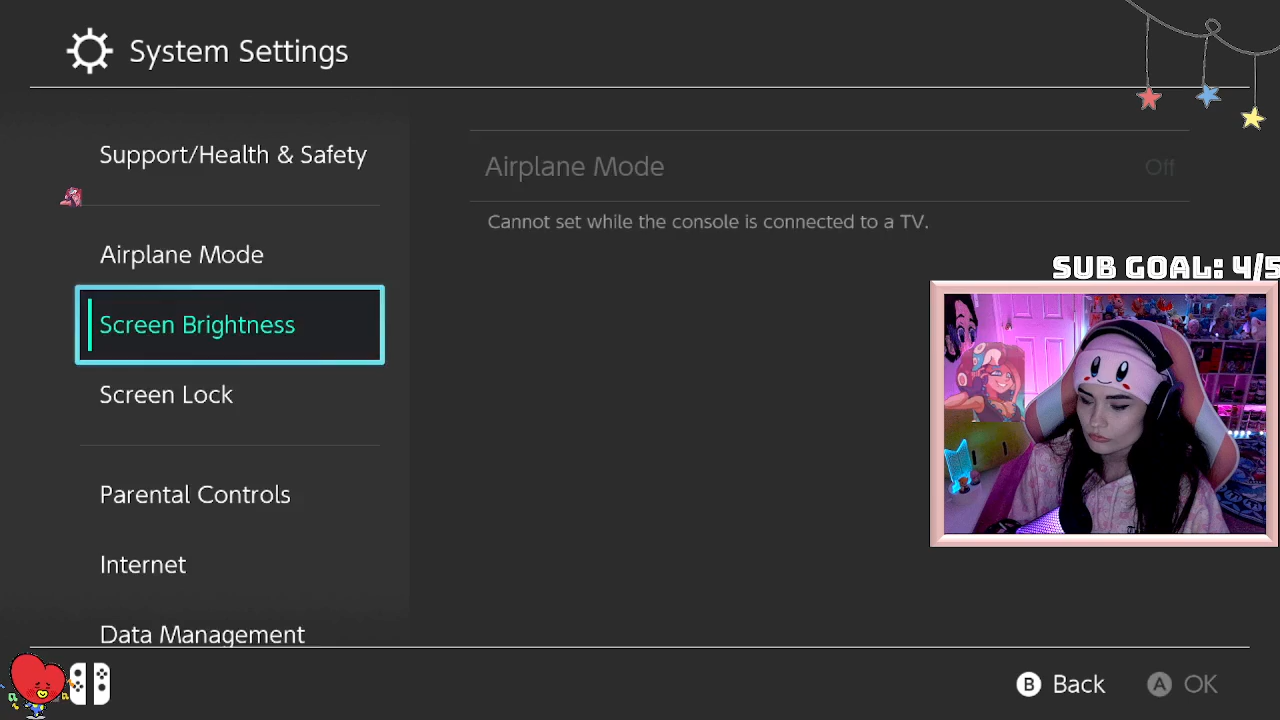 System Settings
Support/Health & Safety
Airplane Mode
Screen Brightness
Screen Lock
Parental Controls
Internet
Data Management
Airplane Mode Off
Cannot set while the console is connected to a TV.
SUB GOAL: 4/5
B Back A OK